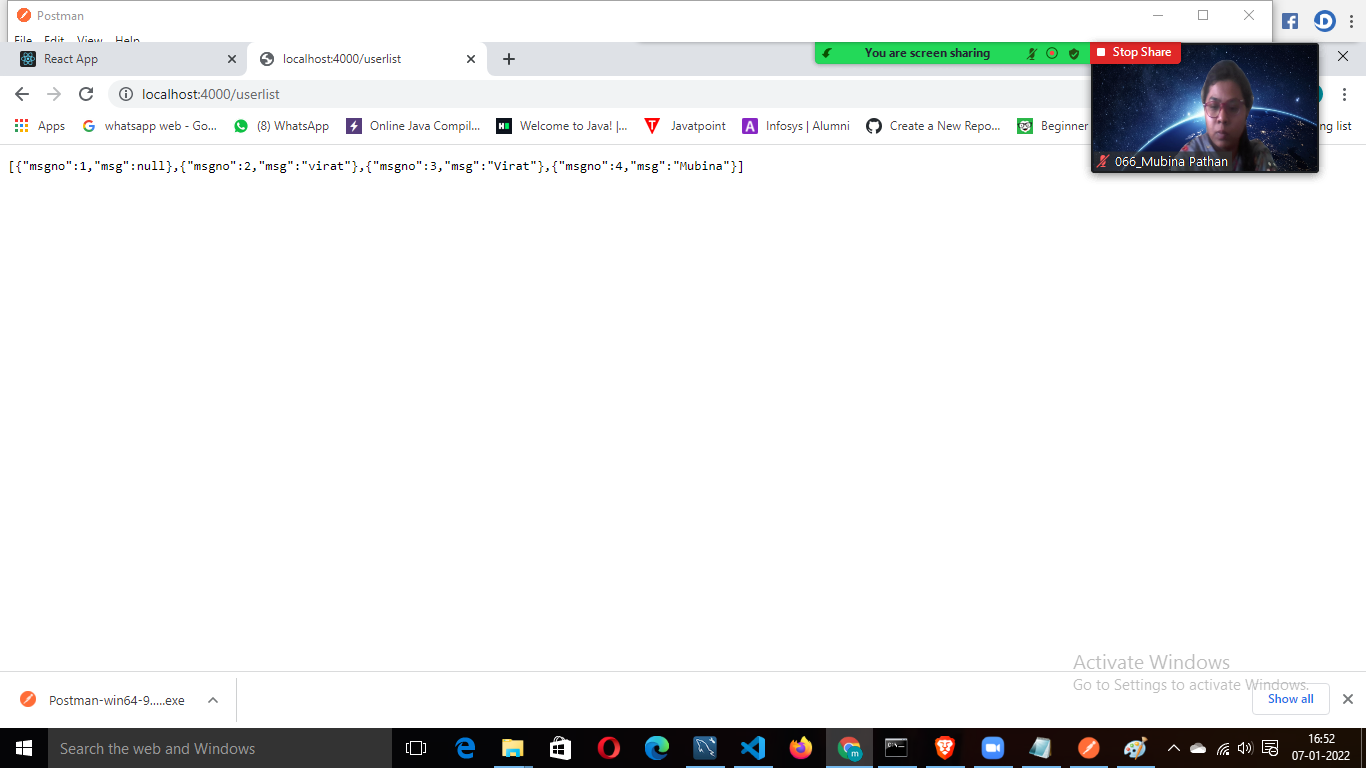 Postman
File Edit View Help
You are screen sharing
Stop Share
React App
localhost:4000/userlist
localhost:4000/userlist
Apps
whatsapp web - Go...
(8) WhatsApp
Online Java Compil...
Welcome to Java! |...
Javatpoint
Infosys | Alumni
Create a New Repo...
Beginner
ng list
066_Mubina Pathan
[{"msgno":1,"msg":null},{"msgno":2,"msg":"virat"},{"msgno":3,"msg":"Virat"},{"msgno":4,"msg":"Mubina"}]
Activate Windows
Go to Settings to activate Windows.
Postman-win64-9.....exe
Show all
Search the web and Windows
16:52
07-01-2022